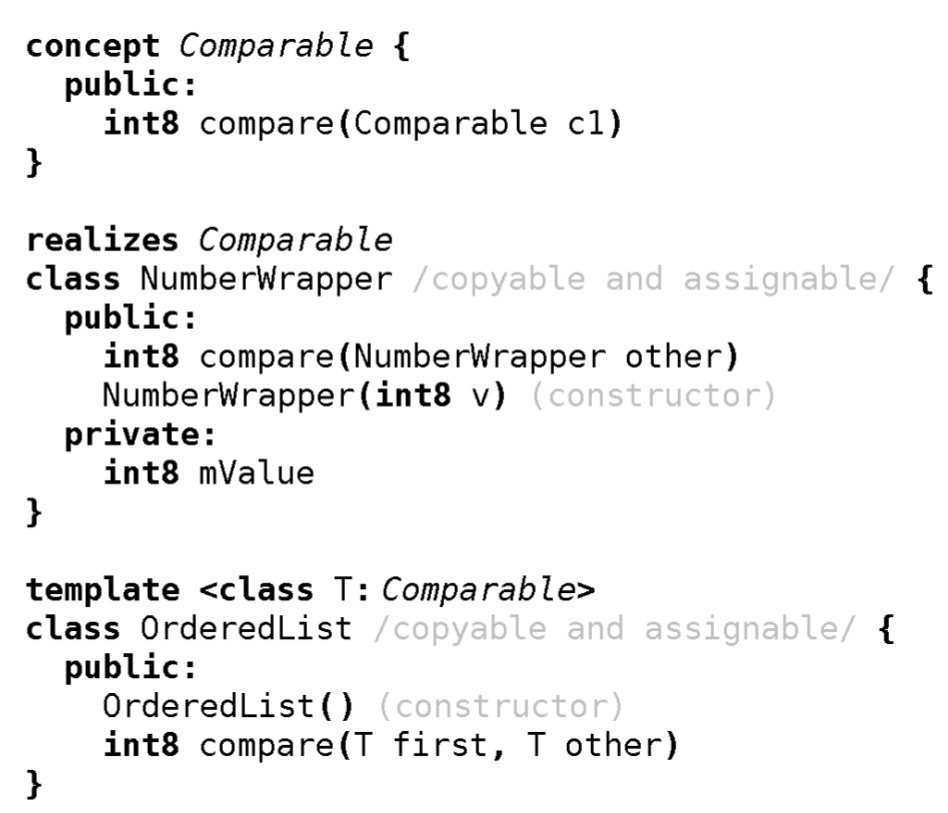 concept Comparable {
public:
int8 compare(Comparable c1)
}
realizes Comparable
class NumberWrapper /copyable and assignable/ {
public:
int8 compare(NumberWrapper other)
NumberWrapper(int8 v) (constructor)
private:
int8 mValue
}
template <class T: Comparable>
class OrderedList /copyable and assignable/ {
public:
OrderedList() (constructor)
int8 compare(T first, T other)
}